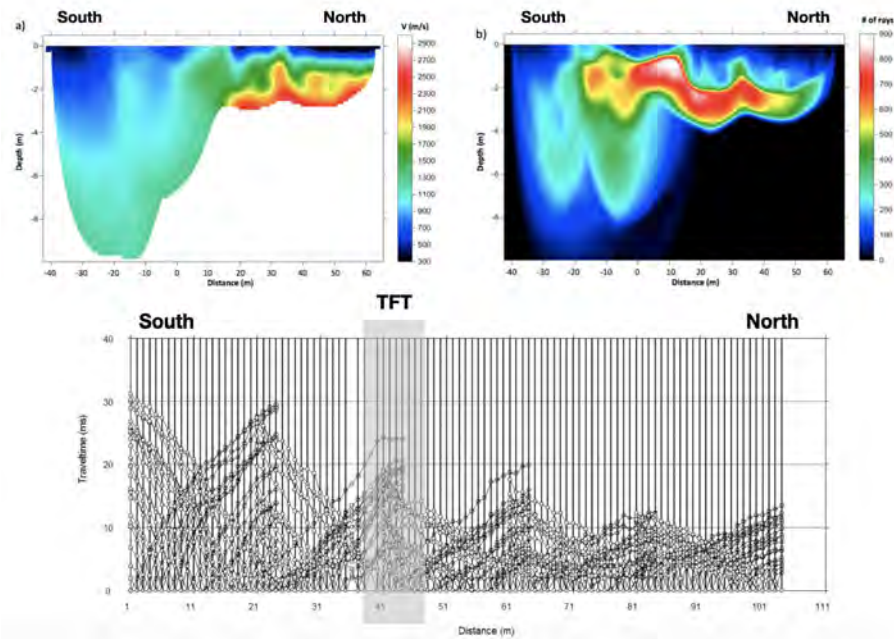 South North
a) V (m/s)
0
-2
-4
-6
-8
Depth (m)
-40 -30 -20 -10 0 10 20 30 40 50 60
Distance (m)
2900
2700
2500
2300
2100
1900
1700
1500
1300
1100
900
700
500
300
South North
b) # of rays
0
-2
-4
-6
-8
Depth (m)
-40 -30 -20 -10 0 10 20 30 40 50 60
Distance (m)
900
800
700
600
500
400
300
200
100
0
TFT
South North
40
30
20
10
0
Traveltime (ms)
1 11 21 31 41 51 61 71 81 91 101 111
Distance (m)